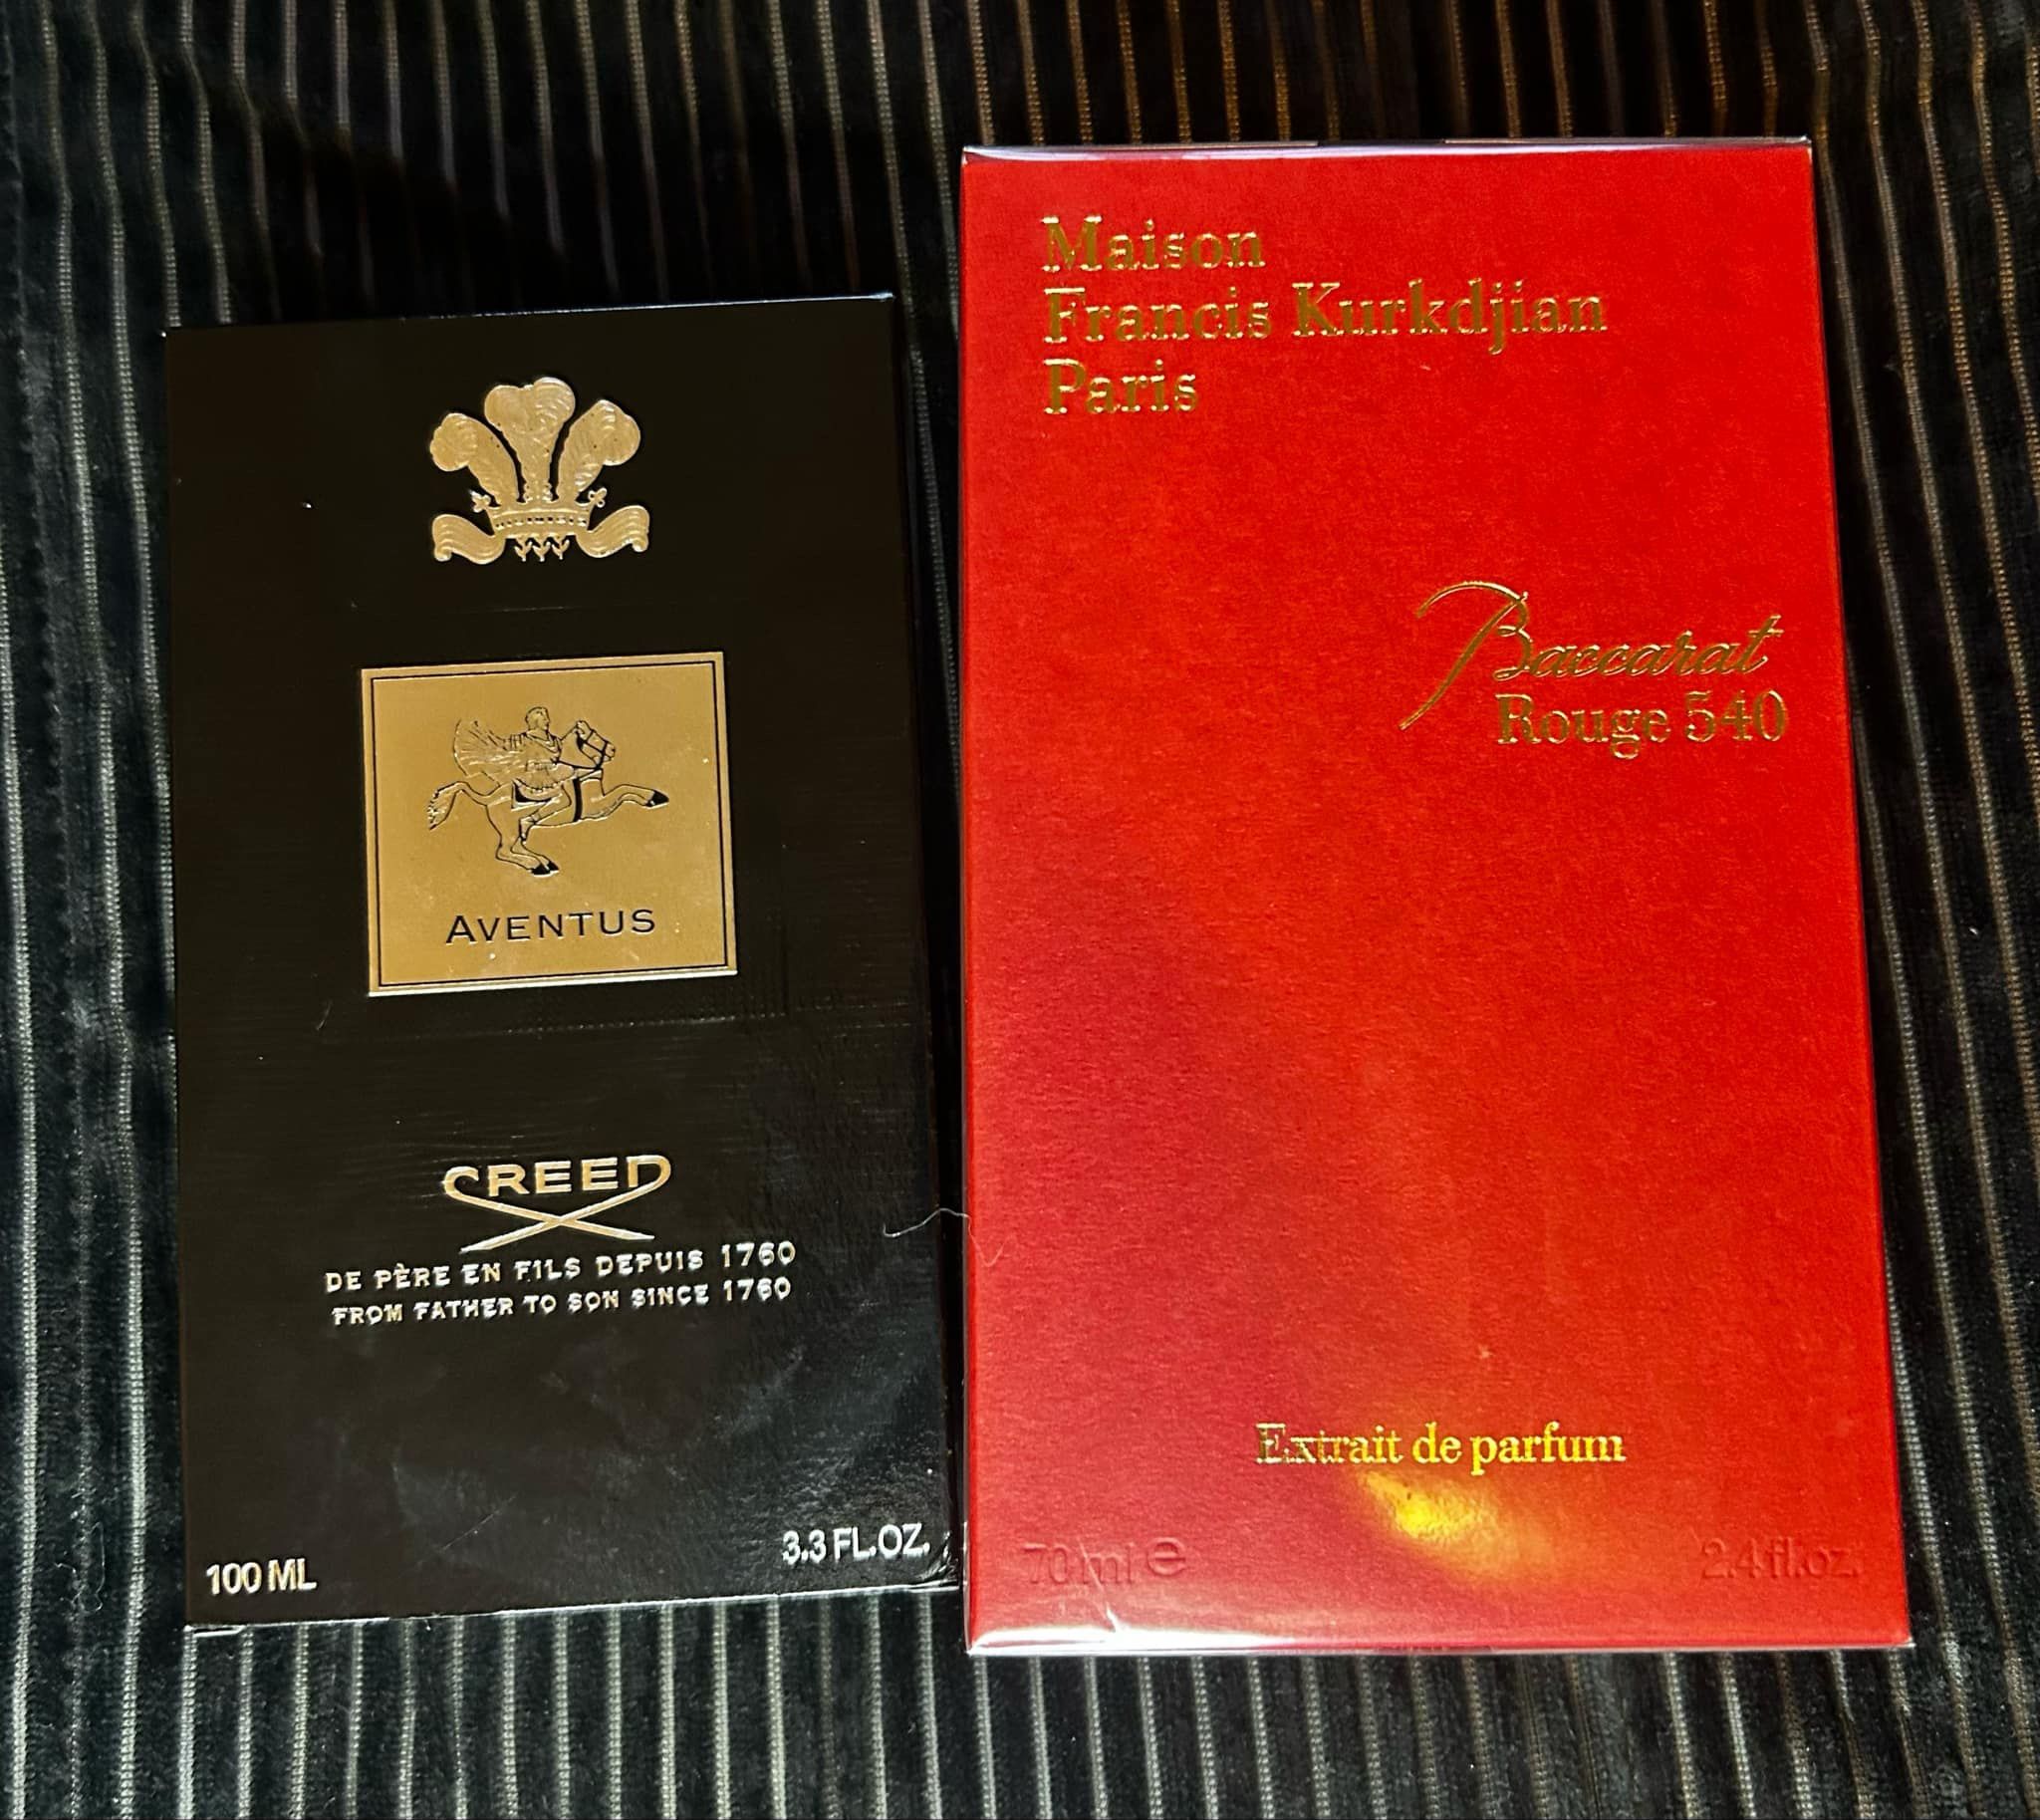 AVENTUS
CREED
DE PÈRE EN FILS DEPUIS 1760
FROM FATHER TO SON SINCE 1760
100 ML
3.3 FL.OZ.
Maison
Francis Kurkdjian
Paris
Baccarat
Rouge 540
Extrait de parfum
70 ml e
2.4 fl.oz.